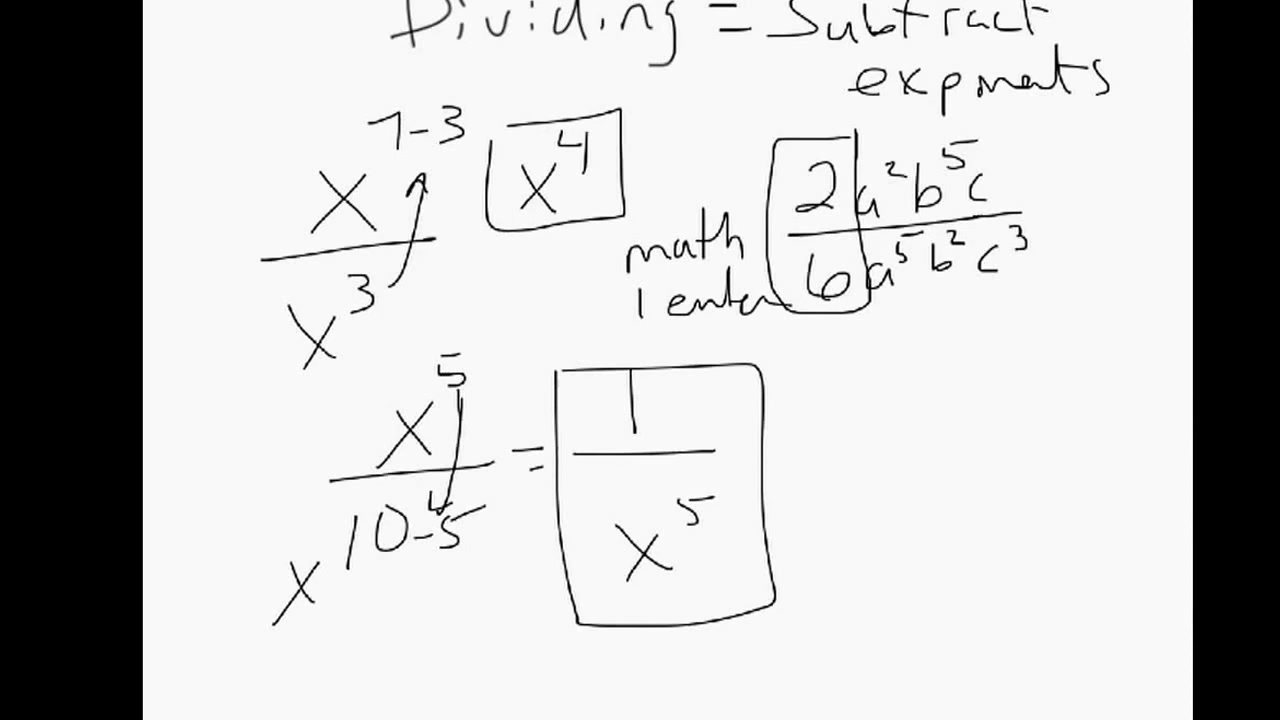 Dividing = Subtract
exponents
x^7-3
x^3
x^4
math
1 enter
2a^2b^5c
6a^5b^2c^3
x^5
x^10-5
=
1
x^5